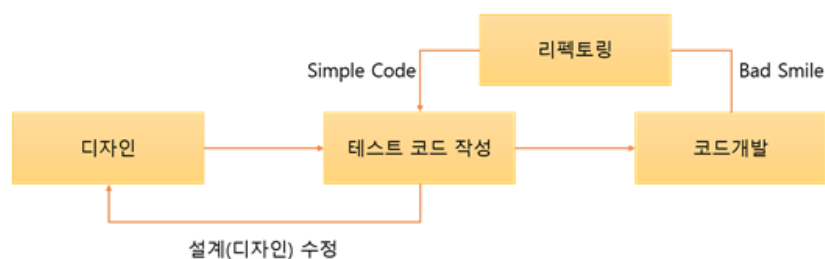 리펙토링
Simple Code
Bad Smile
디자인
테스트 코드 작성
코드개발
설계(디자인) 수정